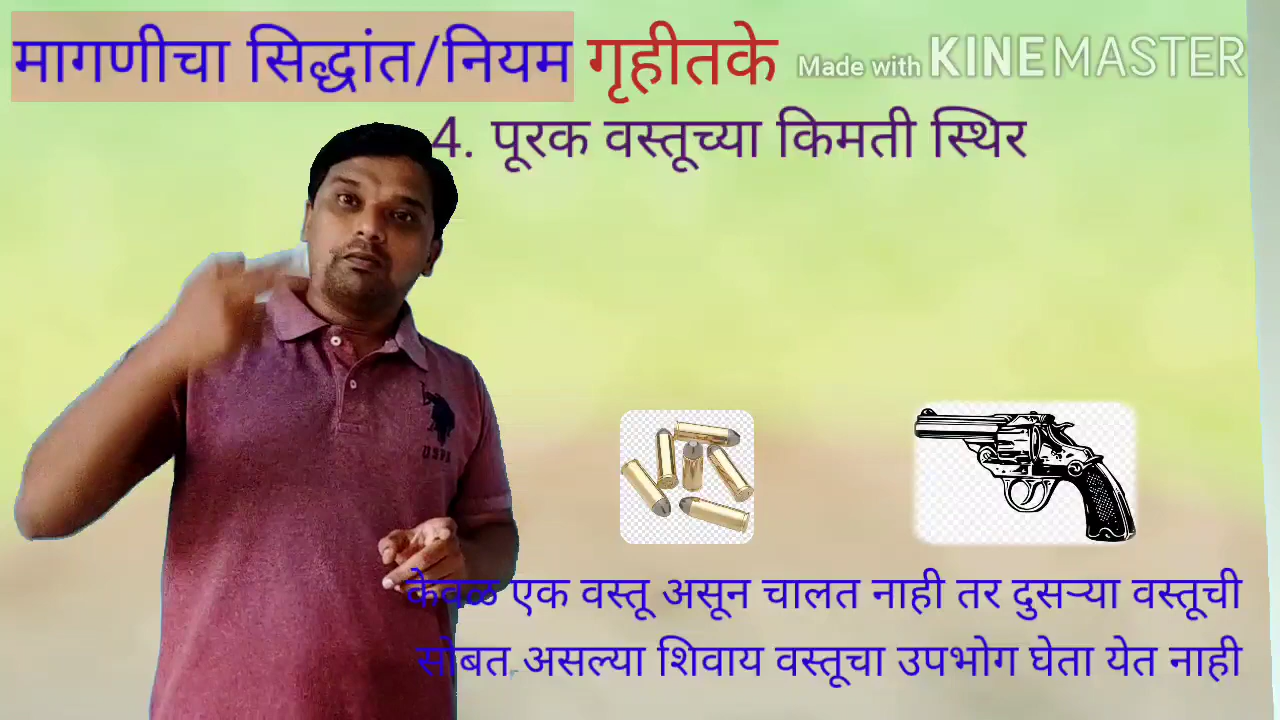 मागणीचा सिद्धांत/नियम गृहीतके Made with KINEMASTER
4. पूरक वस्तूच्या किमती स्थिर
USPA
केवळ एक वस्तू असून चालत नाही तर दुसऱ्या वस्तूची
सोबत असल्या शिवाय वस्तूचा उपभोग घेता येत नाही